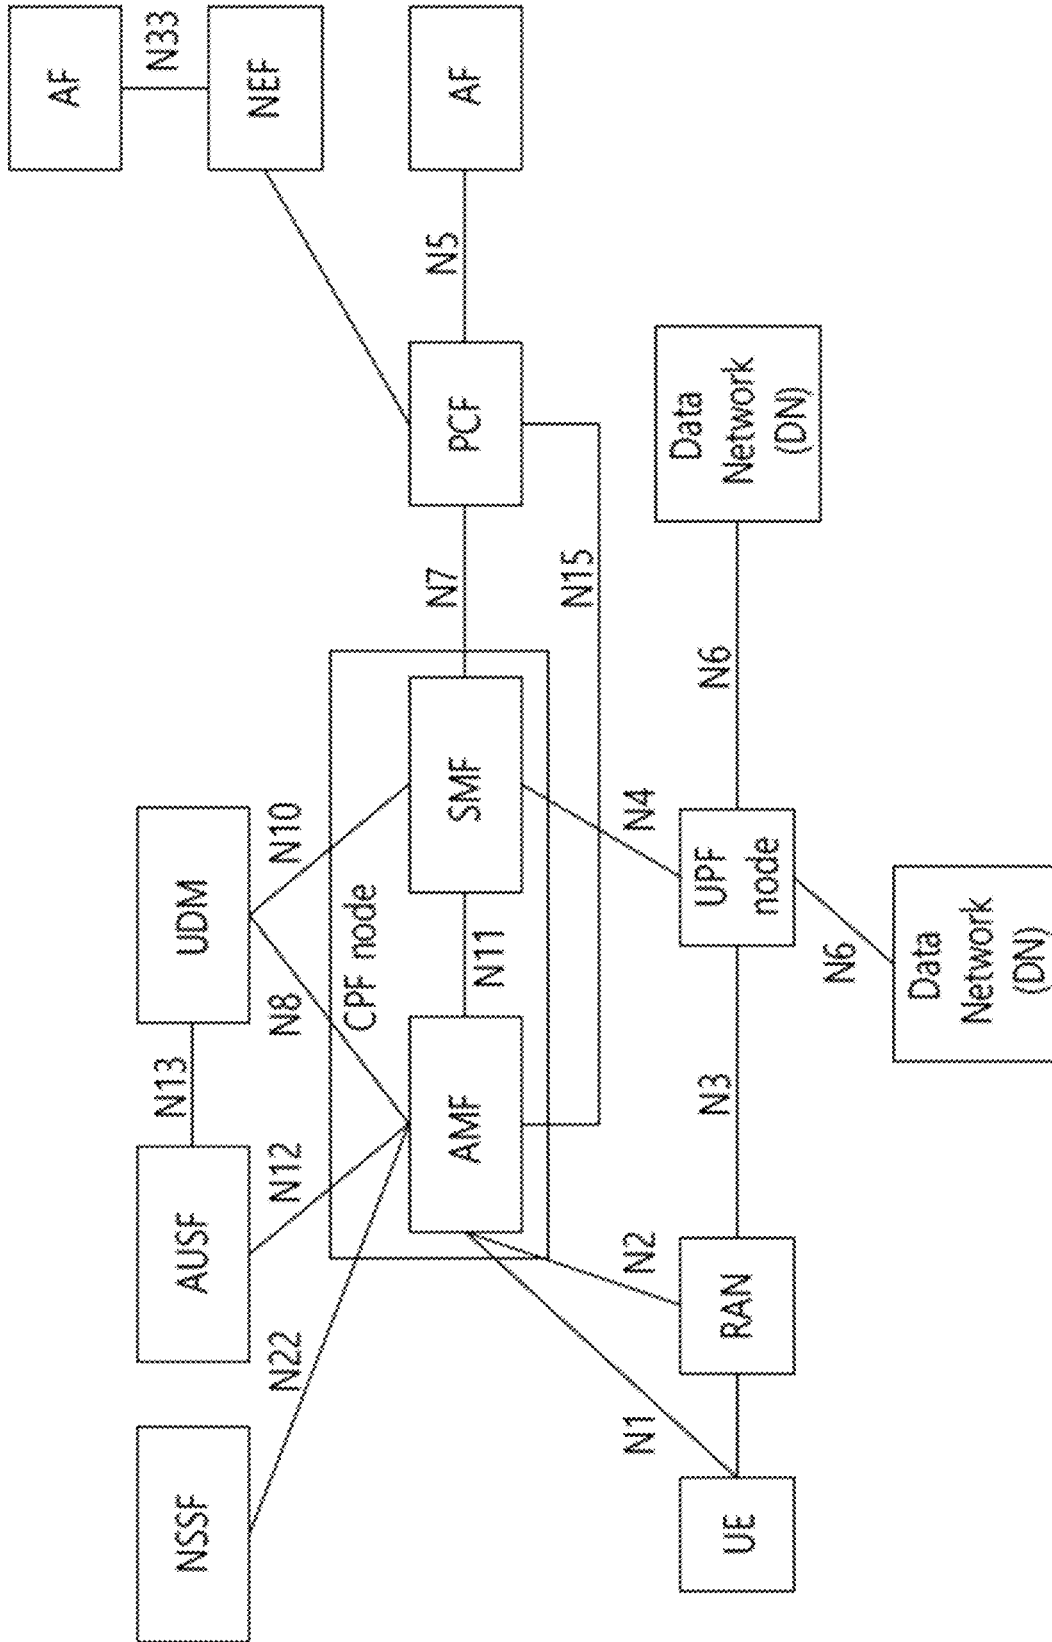 NSSF
AUSF
N13
UDM
AF
N33
NEF
N22
N12
N8
N10
CPF node
AMF
N11
SMF
N7
PCF
N5
AF
N15
N1
N2
N4
UE
RAN
N3
UPF
node
N6
Data
Network
(DN)
N6
Data
Network
(DN)